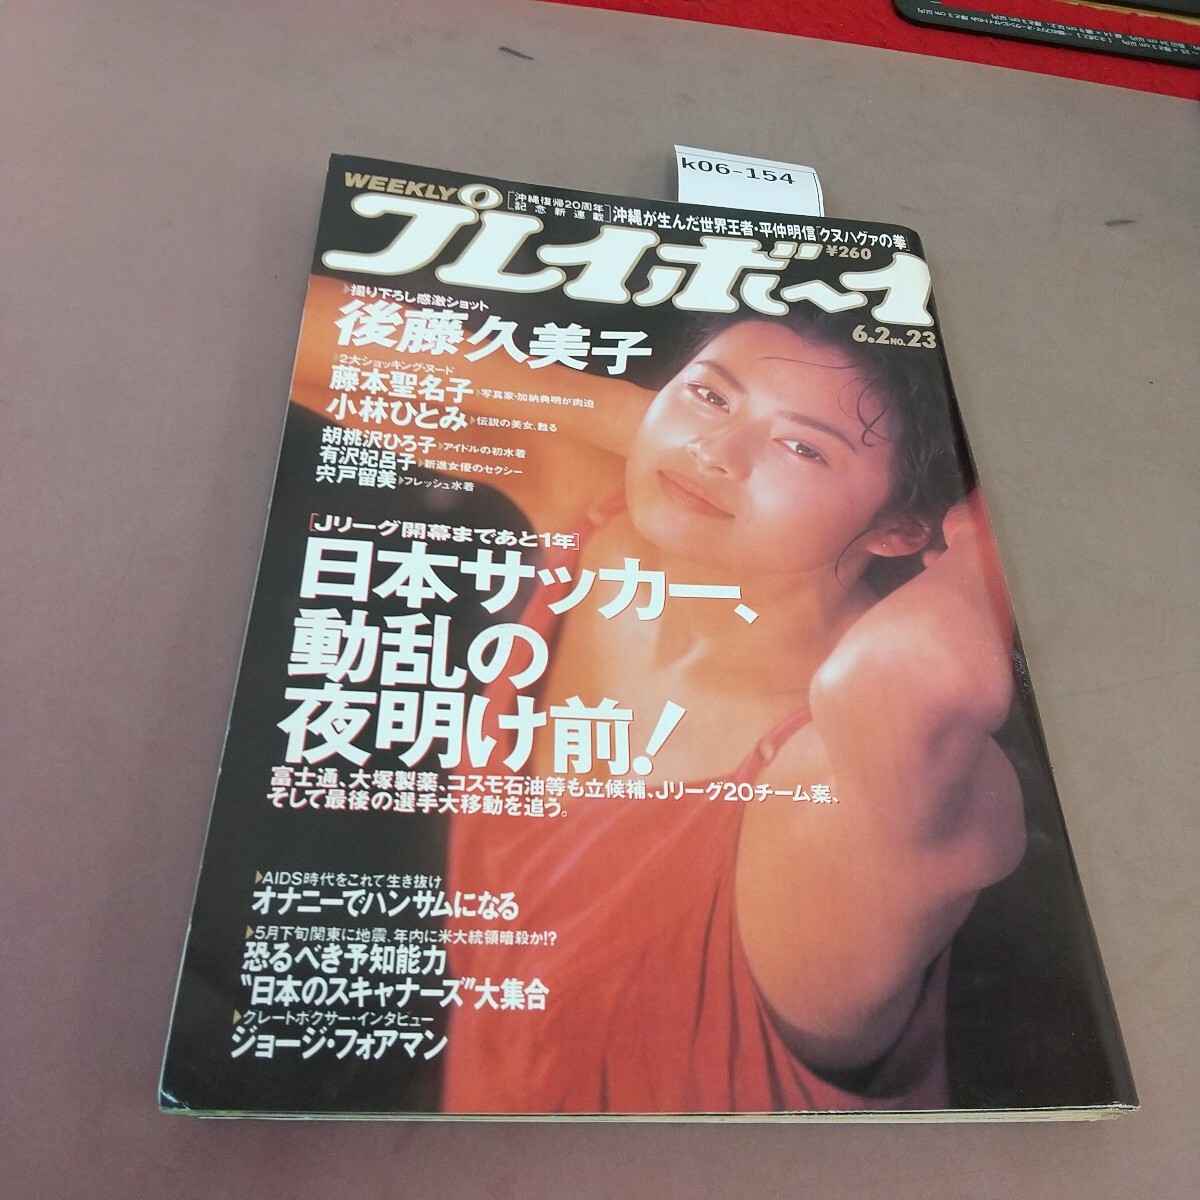 k06-154
WEEKLY
プレイボーイ
[沖縄復帰20周年
記念新連載]
沖縄が生んだ世界王者・平仲明信「クヌハグァの拳」
¥260
6.2 NO.23
撮り下ろし感激ショット
後藤久美子
2大ショッキング・ヌード
藤本聖名子 写真家・加納典明が肉迫
小林ひとみ 伝説の美女、甦る
胡桃沢ひろ子 アイドルの初水着
有沢妃呂子 新進女優のセクシー
宍戸留美 フレッシュ水着
[Jリーグ開幕まであと1年]
日本サッカー、
動乱の
夜明け前!
富士通、大塚製薬、コスモ石油等も立候補、Jリーグ20チーム案、
そして最後の選手大移動を追う。
AIDS時代をこれで生き抜け
オナニーでハンサムになる
5月下旬関東に地震、年内に米大統領暗殺か!?
恐るべき予知能力
"日本のスキャナーズ"大集合
グレートボクサー・インタビュー
ジョージ・フォアマン